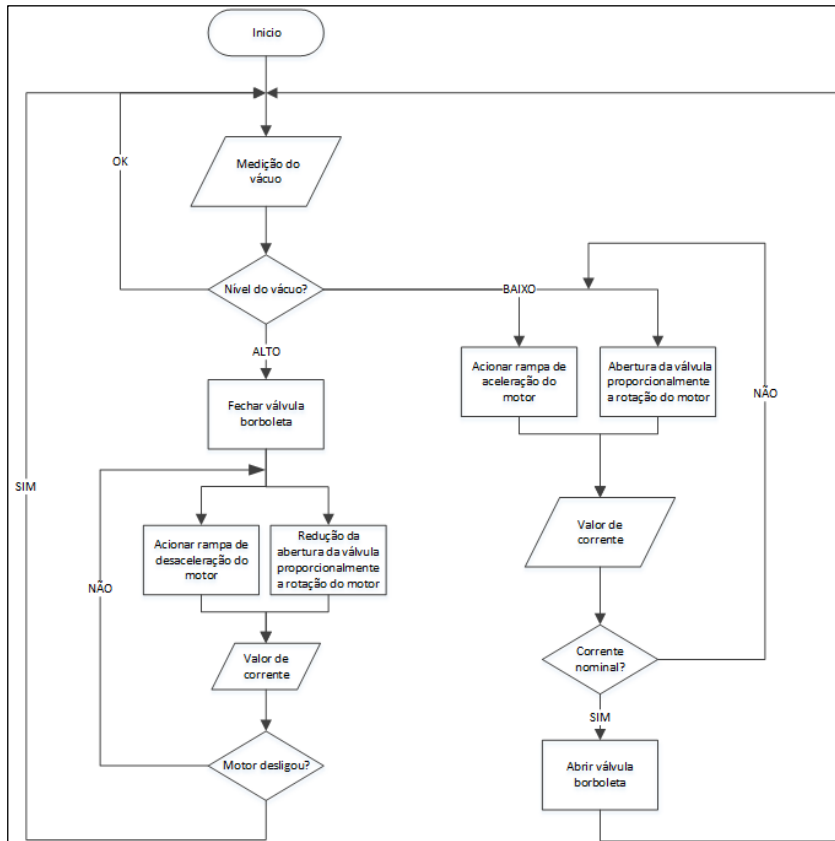 Inicio
OK
Medição do
vácuo
Nível do vácuo?
BAIXO
ALTO
Acionar rampa de
aceleração do
motor
Abertura da válvula
proporcionalmente
a rotação do motor
NÃO
Fechar válvula
borboleta
SIM
Valor de
corrente
Acionar rampa de
desaceleração do
motor
Redução da
abertura da válvula
proporcionalmente
a rotação do motor
NÃO
Valor de
corrente
Corrente
nominal?
SIM
Motor desligou?
Abrir válvula
borboleta